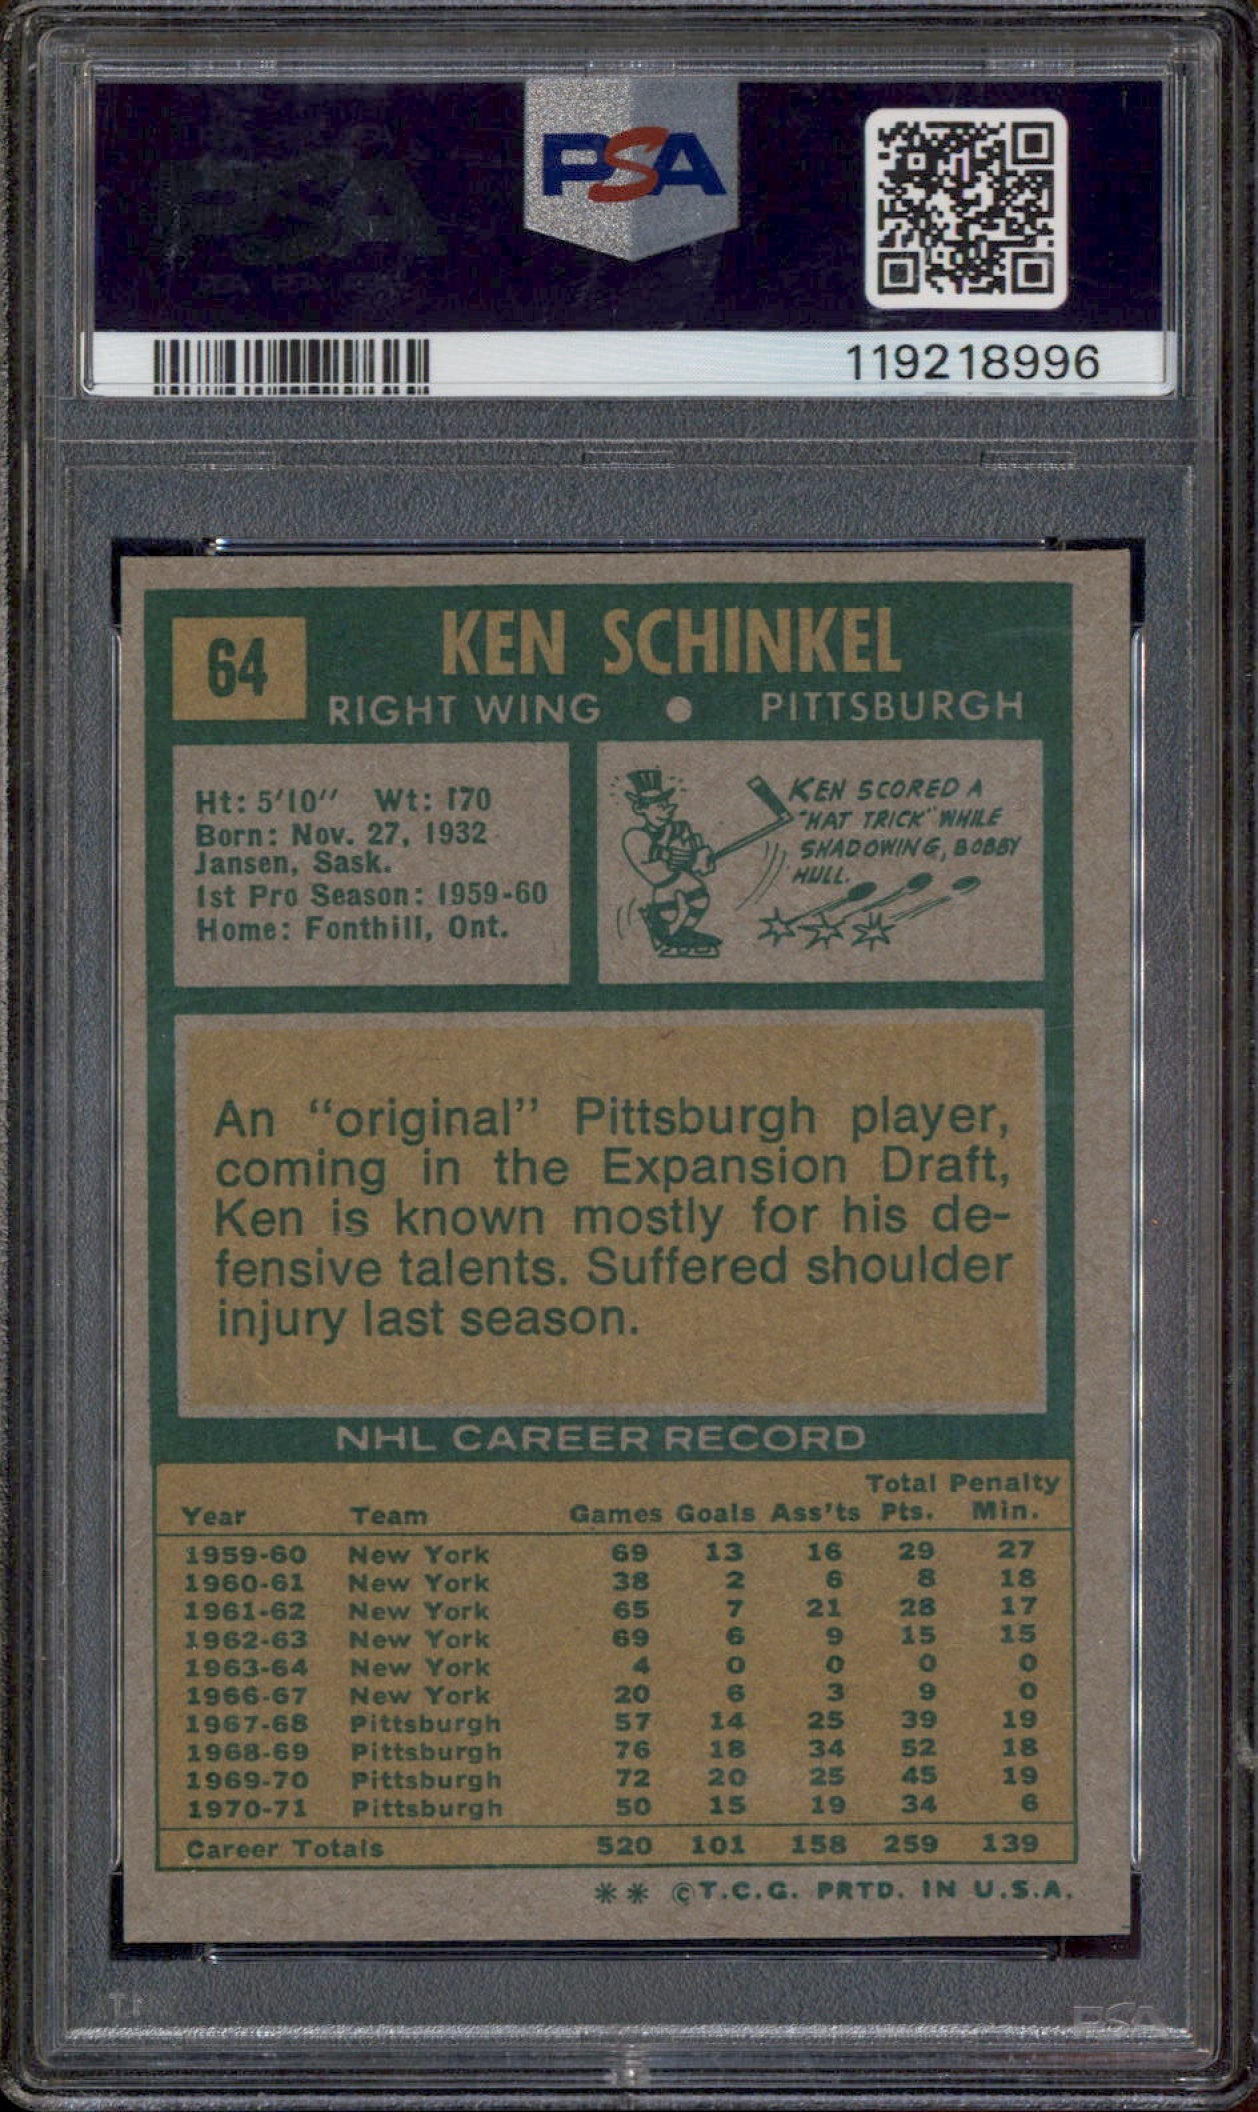 PSA
119218996
64
KEN SCHINKEL
RIGHT WING ● PITTSBURGH
Ht: 5'10" Wt: 170
Born: Nov. 27, 1932
Jansen, Sask.
1st Pro Season: 1959-60
Home: Fonthill, Ont.
KEN SCORED A
"HAT TRICK" WHILE
SHADOWING, BOBBY
HULL.
An "original" Pittsburgh player,
coming in the Expansion Draft,
Ken is known mostly for his de-
fensive talents. Suffered shoulder
injury last season.
NHL CAREER RECORD
Total Penalty
Year Team Games Goals Ass'ts Pts. Min.
1959-60 New York 69 13 16 29 27
1960-61 New York 38 2 6 8 18
1961-62 New York 65 7 21 28 17
1962-63 New York 69 6 9 15 15
1963-64 New York 4 0 0 0 0
1966-67 New York 20 6 3 9 0
1967-68 Pittsburgh 57 14 25 39 19
1968-69 Pittsburgh 76 18 34 52 18
1969-70 Pittsburgh 72 20 25 45 19
1970-71 Pittsburgh 50 15 19 34 6
Career Totals 520 101 158 259 139
** ©T.C.G. PRTD. IN U.S.A.
PSA